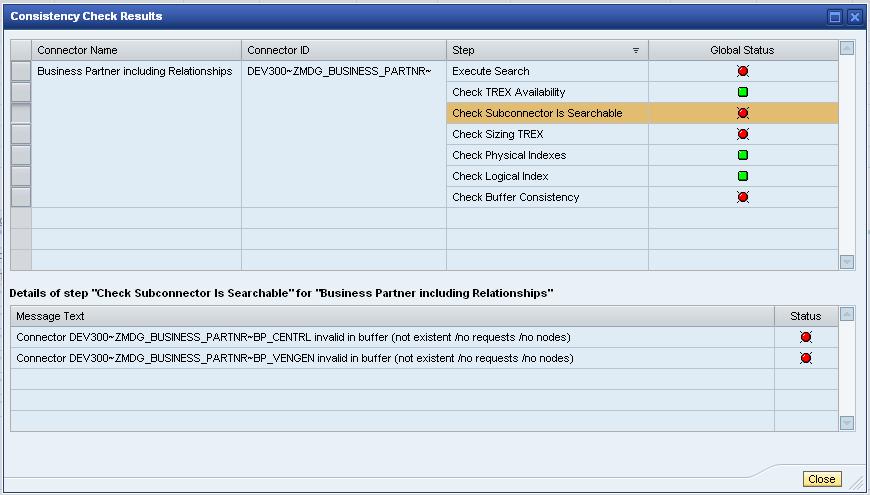 Consistency Check Results
Connector Name Connector ID Step Global Status
Business Partner including Relationships DEV300~ZMDG_BUSINESS_PARTNR~ Execute Search
Check TREX Availability
Check Subconnector Is Searchable
Check Sizing TREX
Check Physical Indexes
Check Logical Index
Check Buffer Consistency
Details of step "Check Subconnector Is Searchable" for "Business Partner including Relationships"
Message Text Status
Connector DEV300~ZMDG_BUSINESS_PARTNR~BP_CENTRL invalid in buffer (not existent /no requests /no nodes)
Connector DEV300~ZMDG_BUSINESS_PARTNR~BP_VENGEN invalid in buffer (not existent /no requests /no nodes)
Close